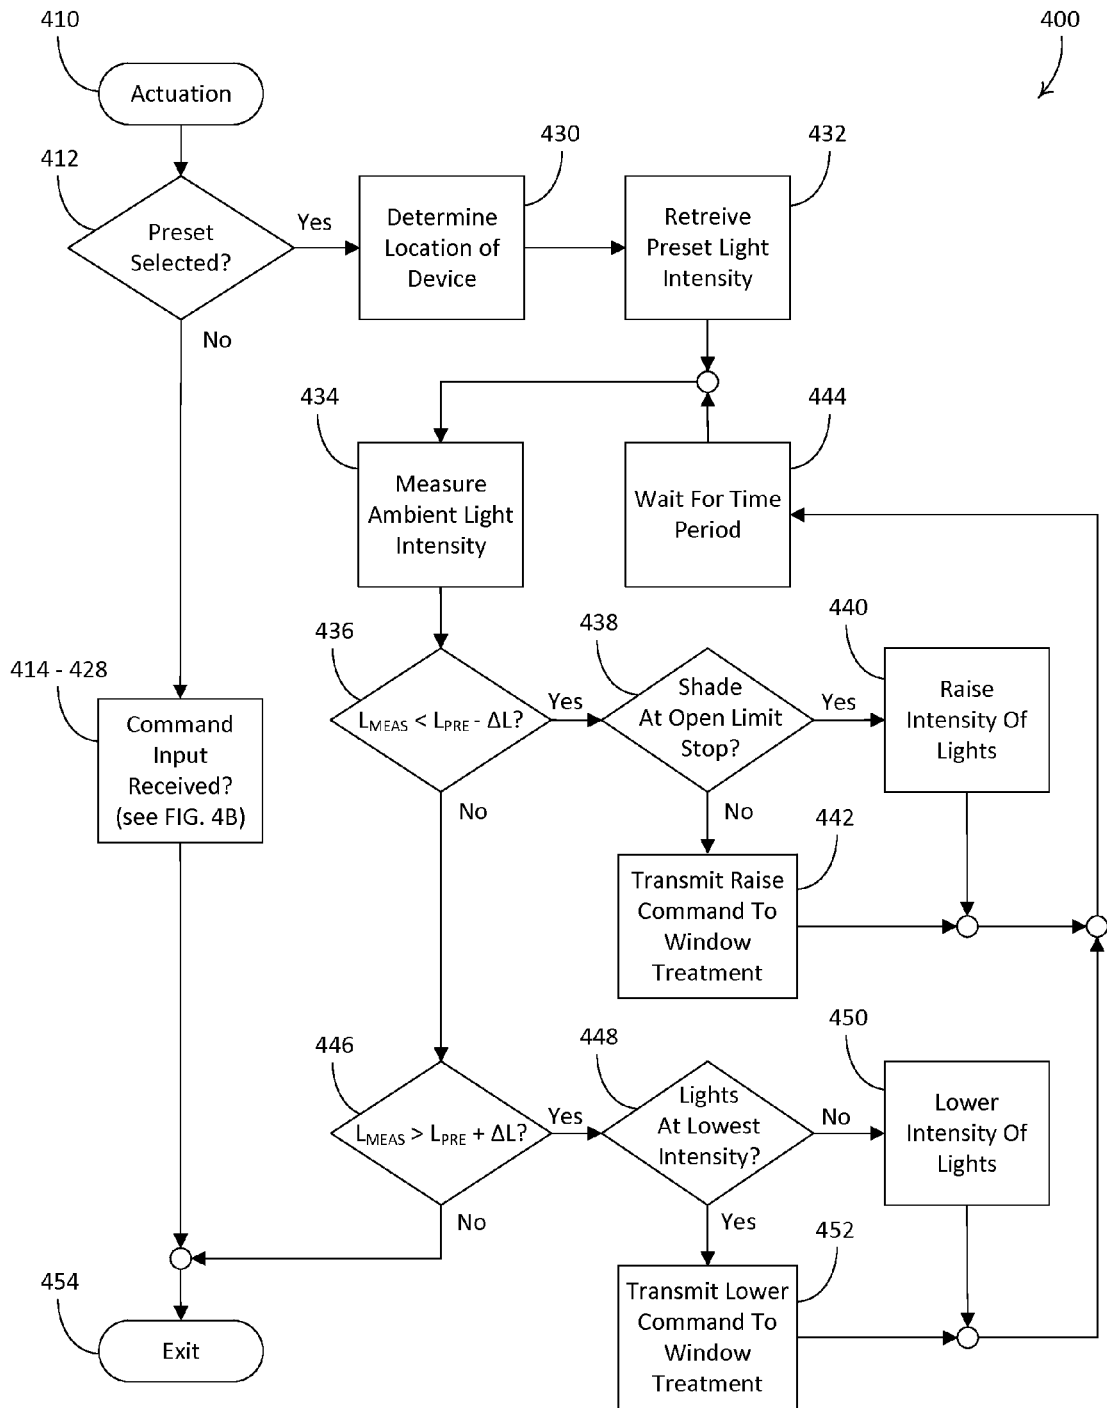 410
400
Actuation
412
430
432
Preset
Selected?
Yes
Determine
Location of
Device
Retreive
Preset Light
Intensity
No
434
444
Measure
Ambient Light
Intensity
Wait For Time
Period
436
438
440
414 - 428
L_MEAS < L_PRE - ΔL?
Yes
Shade
At Open Limit
Stop?
Yes
Raise
Intensity Of
Lights
Command
Input
Received?
(see FIG. 4B)
No
No
442
Transmit Raise
Command To
Window
Treatment
446
448
450
L_MEAS > L_PRE + ΔL?
Yes
Lights
At Lowest
Intensity?
No
Lower
Intensity Of
Lights
No
Yes
452
454
Transmit Lower
Command To
Window
Treatment
Exit